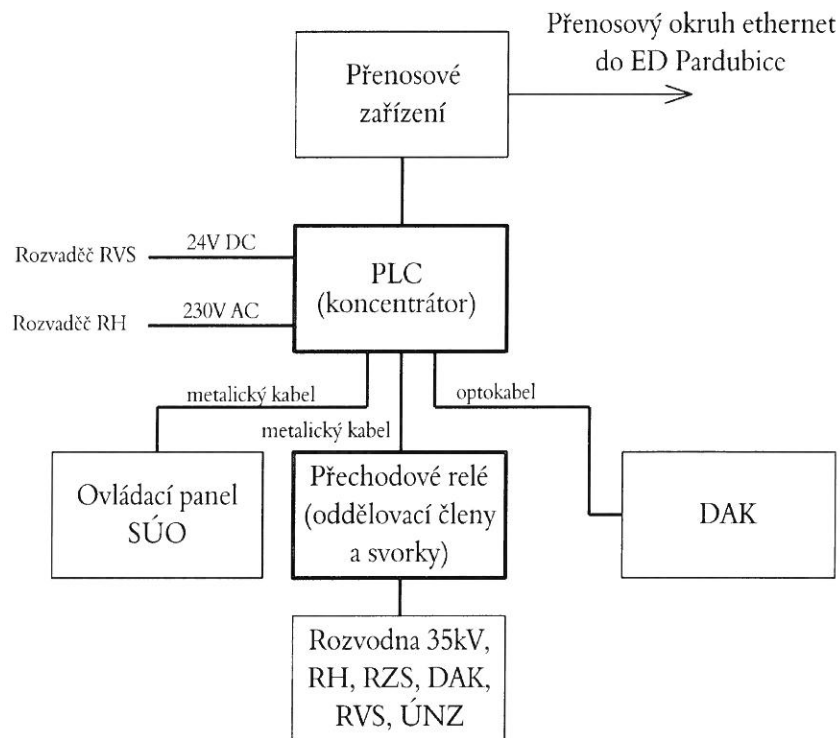 Přenosový okruh ethernet
do ED Pardubice
Přenosové
zařízení
24V DC
Rozvaděč RVS
PLC
(koncentrátor)
230V AC
Rozvaděč RH
metalický kabel
optokabel
metalický kabel
Ovládací panel
SÚO
Přechodové relé
(oddělovací členy
a svorky)
DAK
Rozvodna 35kV,
RH, RZS, DAK,
RVS, ÚNZ